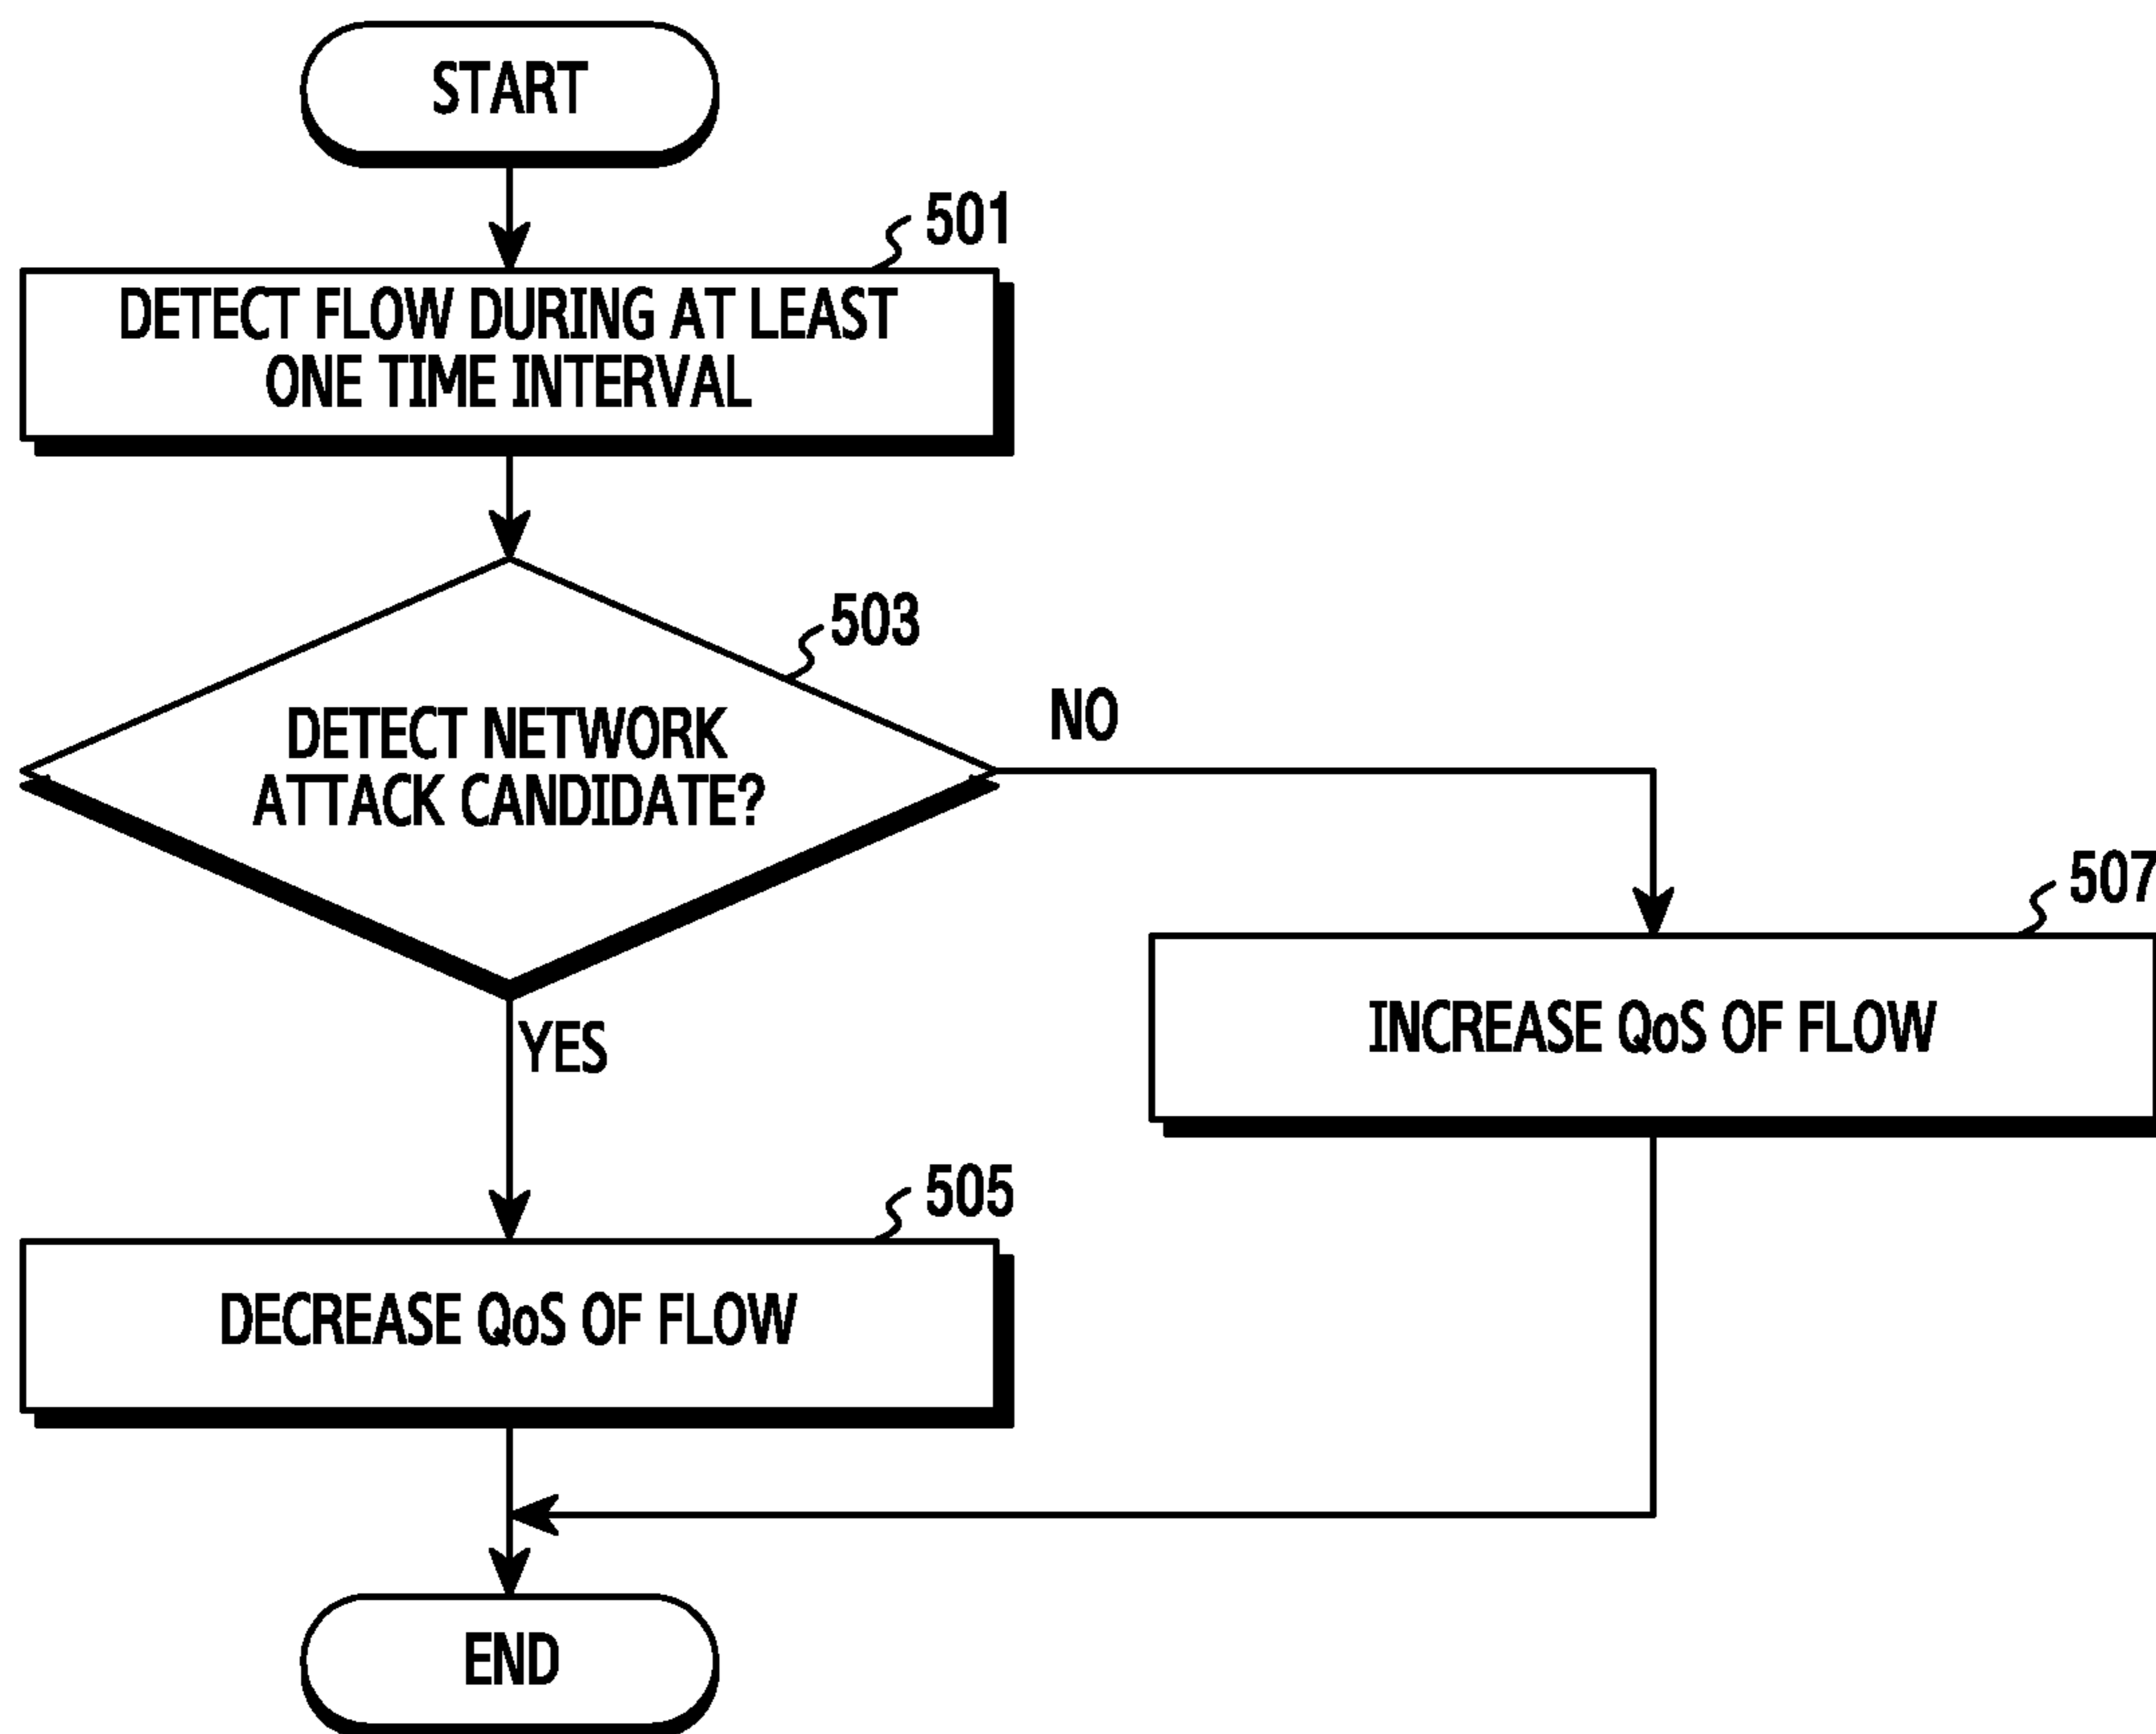 START
501
DETECT FLOW DURING AT LEAST
ONE TIME INTERVAL
503
DETECT NETWORK
ATTACK CANDIDATE?
NO
YES
507
INCREASE QoS OF FLOW
505
DECREASE QoS OF FLOW
END